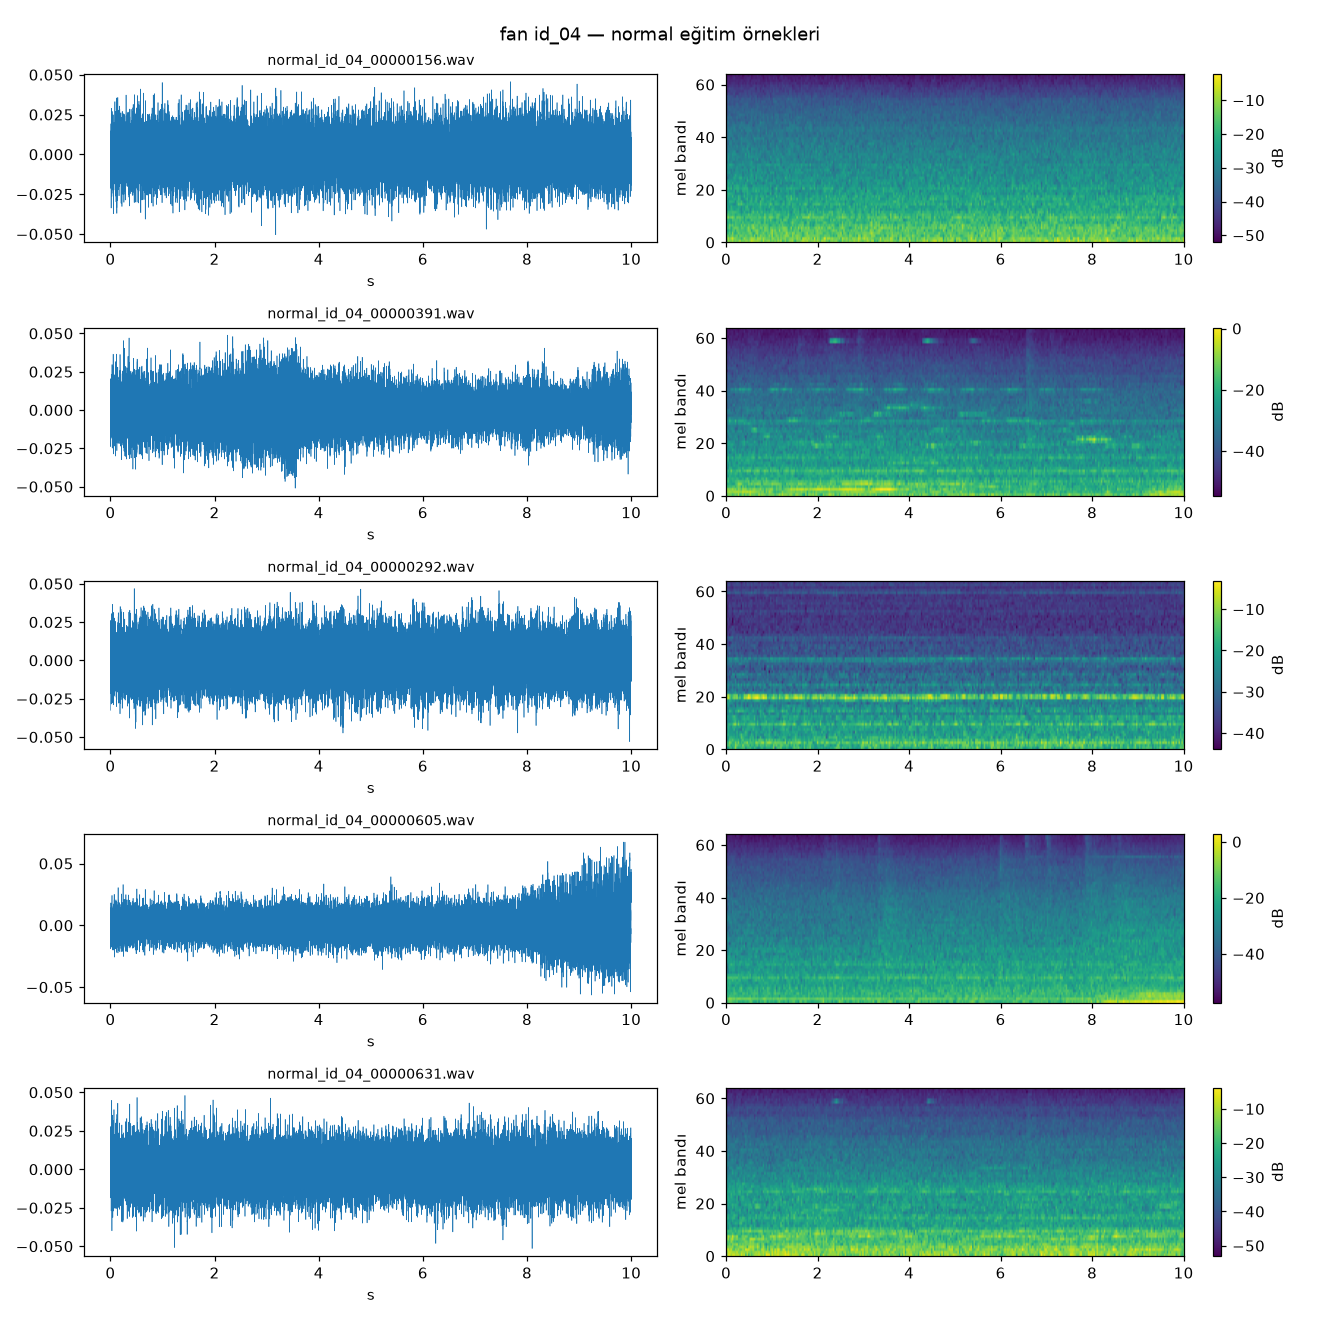 fan id_04 — normal eğitim örnekleri
normal_id_04_00000156.wav
0.050
0.025
0.000
−0.025
−0.050
0 2 4 6 8 10
s
mel bandı
60
40
20
0
0 2 4 6 8 10
−10
−20
−30
−40
−50
dB
normal_id_04_00000391.wav
0.050
0.025
0.000
−0.025
−0.050
0 2 4 6 8 10
s
mel bandı
60
40
20
0
0 2 4 6 8 10
0
−20
−40
dB
normal_id_04_00000292.wav
0.050
0.025
0.000
−0.025
−0.050
0 2 4 6 8 10
s
mel bandı
60
40
20
0
0 2 4 6 8 10
−10
−20
−30
−40
dB
normal_id_04_00000605.wav
0.05
0.00
−0.05
0 2 4 6 8 10
s
mel bandı
60
40
20
0
0 2 4 6 8 10
0
−20
−40
dB
normal_id_04_00000631.wav
0.050
0.025
0.000
−0.025
−0.050
0 2 4 6 8 10
s
mel bandı
60
40
20
0
0 2 4 6 8 10
−10
−20
−30
−40
−50
dB